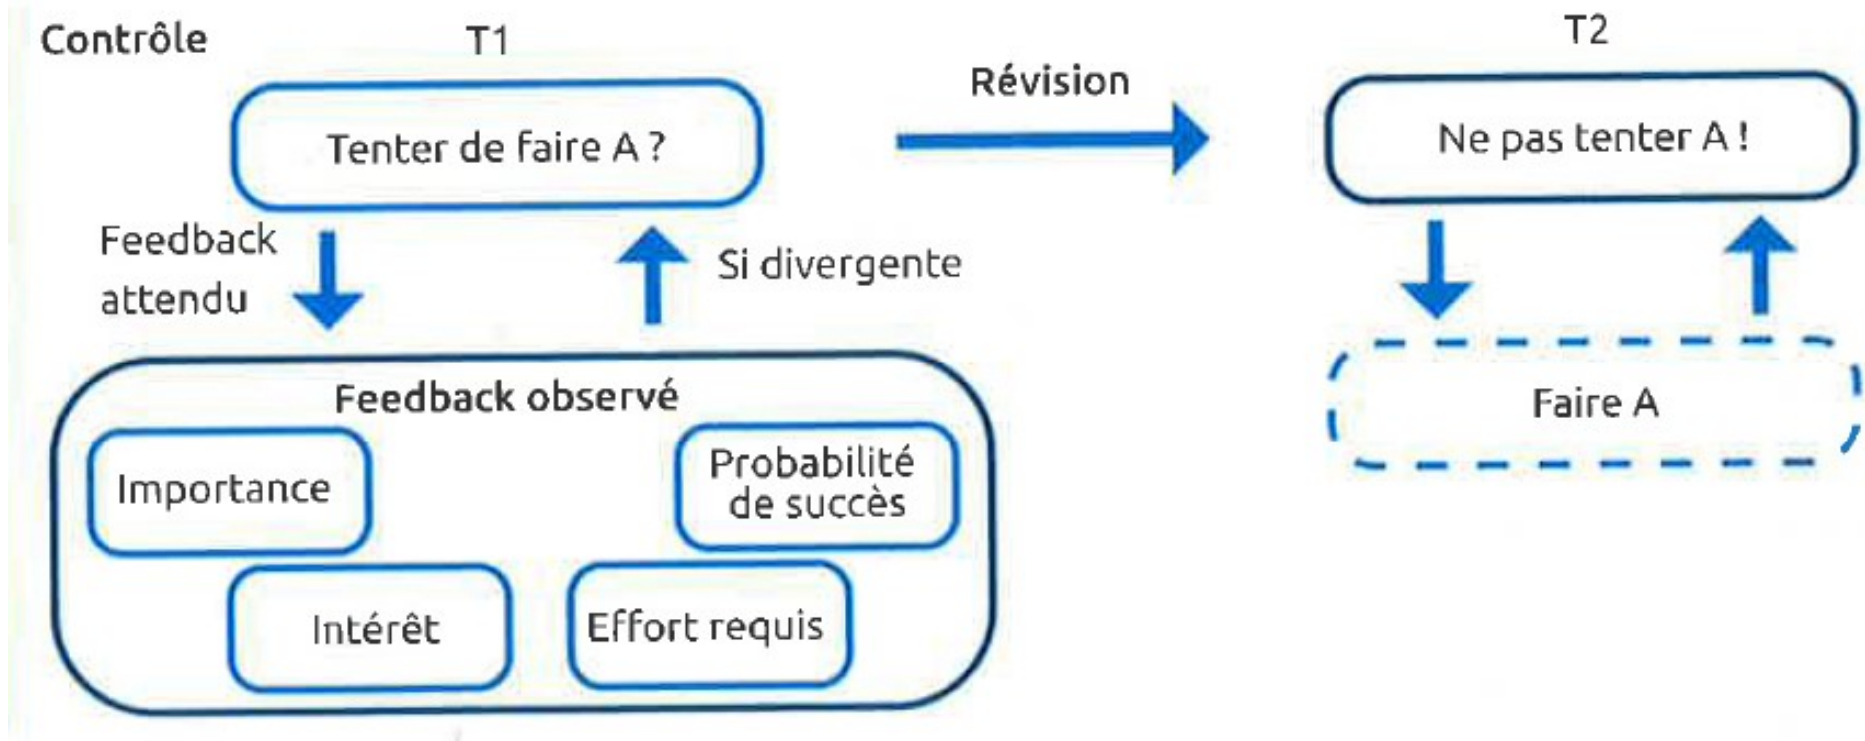 Contrôle
T1
T2
Révision
Tenter de faire A ?
Ne pas tenter A !
Feedback
attendu
Si divergente
Feedback observé
Faire A
Importance
Probabilité
de succès
Intérêt
Effort requis